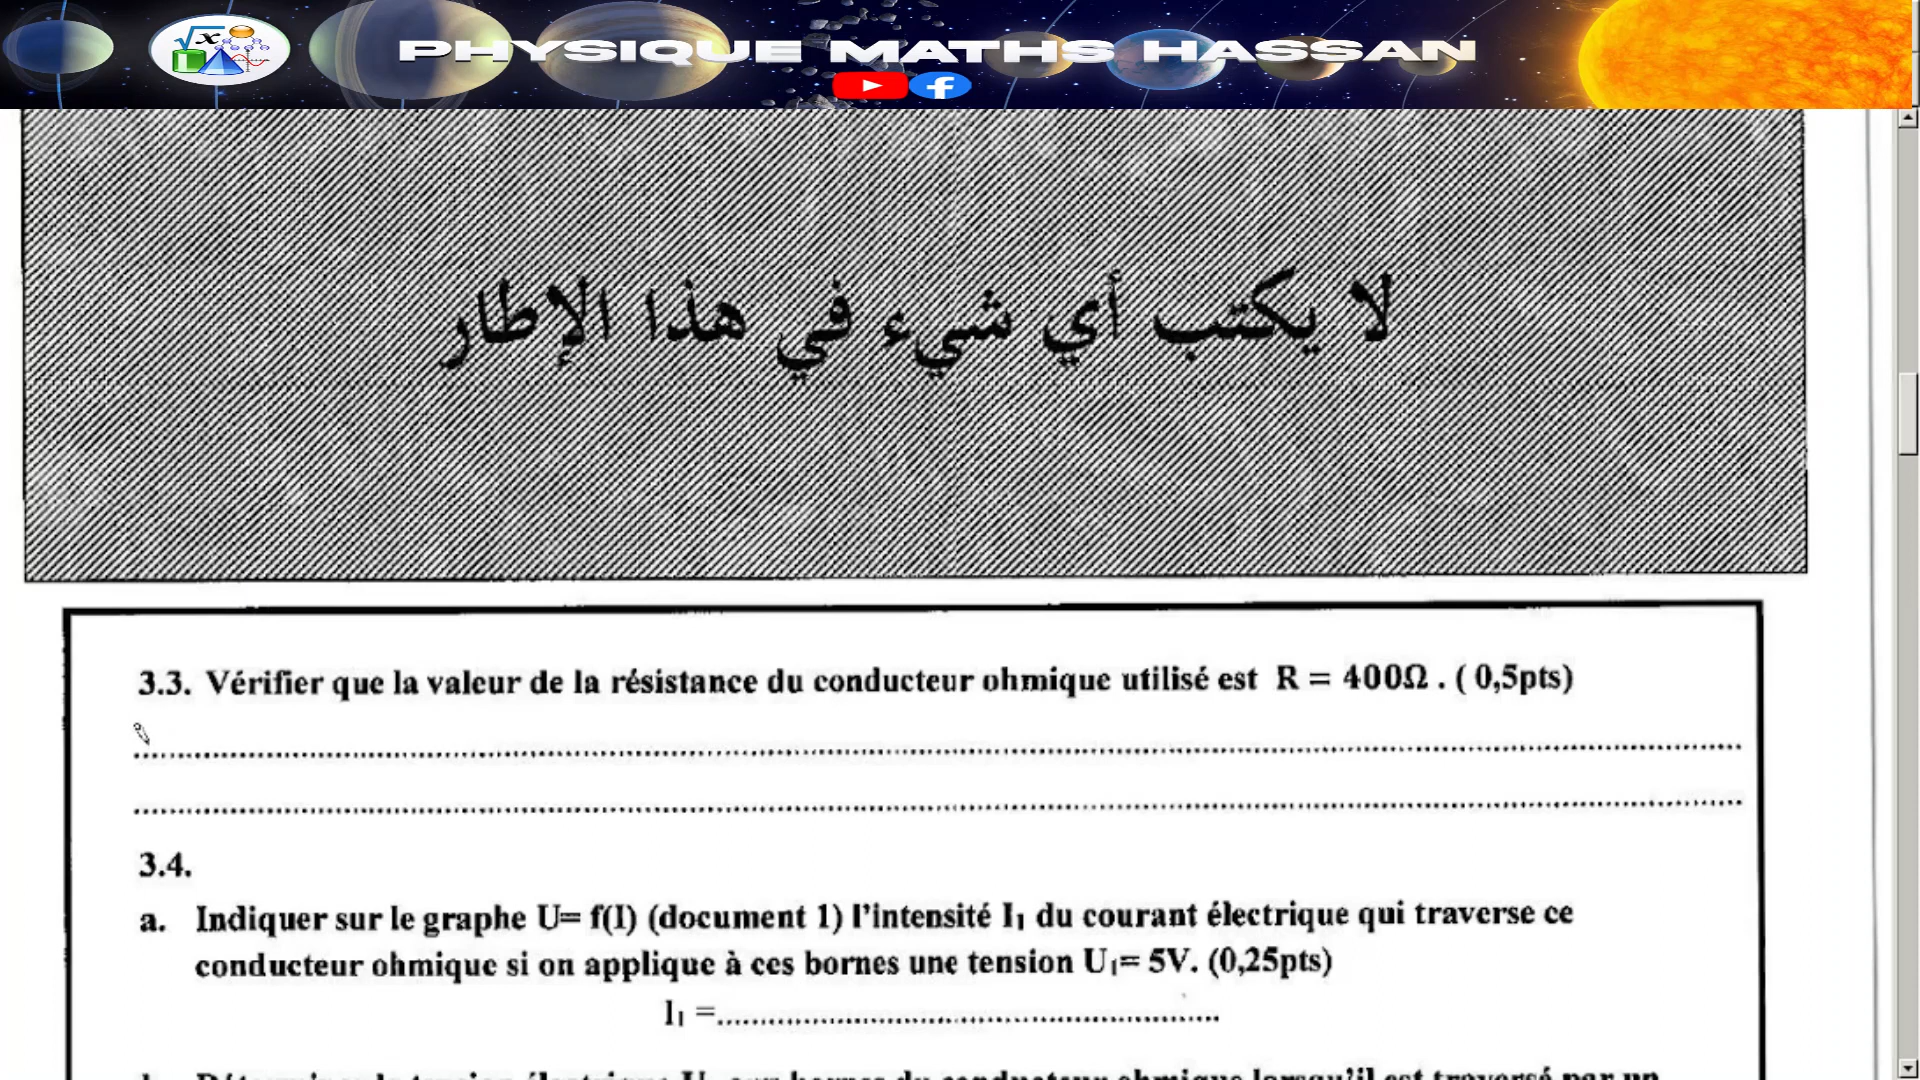 PHYSIQUE MATHS HASSAN
لا يكتب أي شيء في هذا الإطار
3.3. Vérifier que la valeur de la résistance du conducteur ohmique utilisé est R = 400Ω . ( 0,5pts)
3.4.
a. Indiquer sur le graphe U= f(I) (document 1) l’intensité I₁ du courant électrique qui traverse ce
conducteur ohmique si on applique à ces bornes une tension U₁= 5V. (0,25pts)
I₁ =............................................................